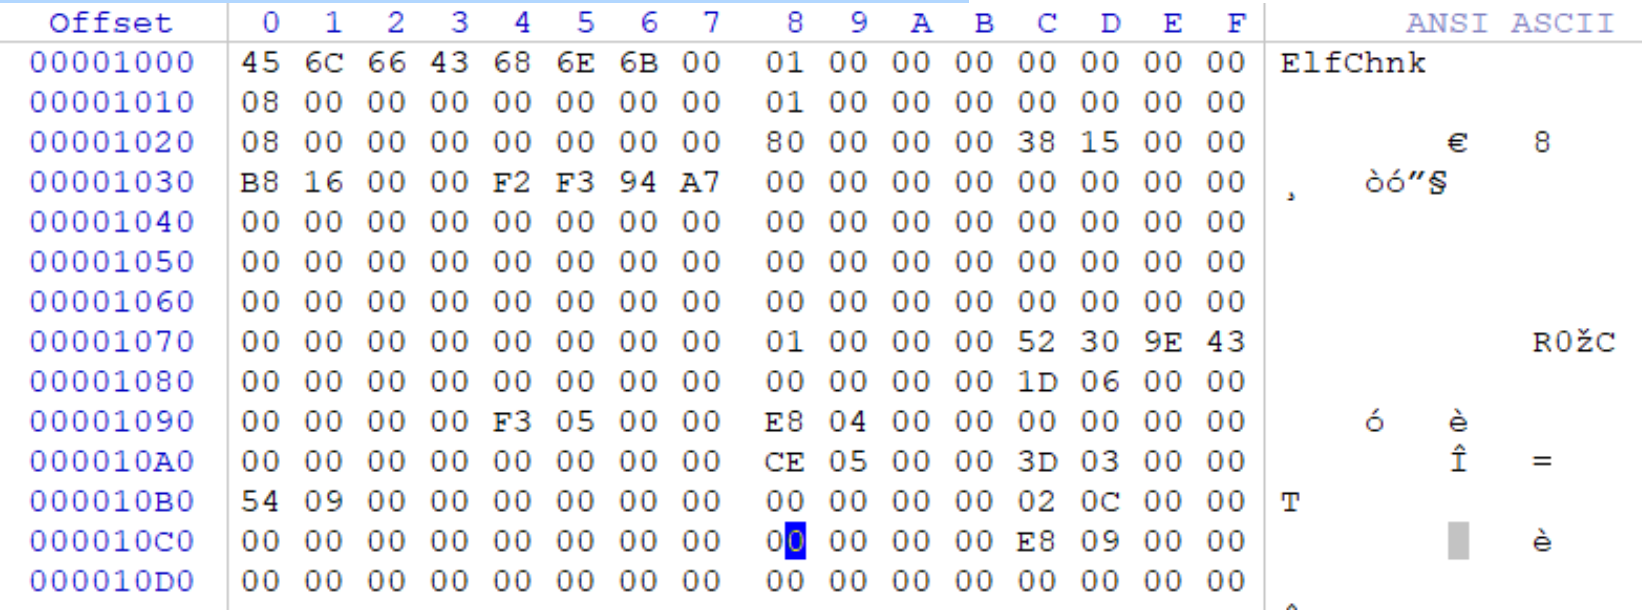 Offset 0 1 2 3 4 5 6 7 8 9 A B C D E F ANSI ASCII
00001000 45 6C 66 43 68 6E 6B 00 01 00 00 00 00 00 00 00 ElfChnk
00001010 08 00 00 00 00 00 00 00 01 00 00 00 00 00 00 00
00001020 08 00 00 00 00 00 00 00 80 00 00 00 38 15 00 00 € 8
00001030 B8 16 00 00 F2 F3 94 A7 00 00 00 00 00 00 00 00 ¸ òó”§
00001040 00 00 00 00 00 00 00 00 00 00 00 00 00 00 00 00
00001050 00 00 00 00 00 00 00 00 00 00 00 00 00 00 00 00
00001060 00 00 00 00 00 00 00 00 00 00 00 00 00 00 00 00
00001070 00 00 00 00 00 00 00 00 01 00 00 00 52 30 9E 43 R0žC
00001080 00 00 00 00 00 00 00 00 00 00 00 00 1D 06 00 00
00001090 00 00 00 00 F3 05 00 00 E8 04 00 00 00 00 00 00 ó è
000010A0 00 00 00 00 00 00 00 00 CE 05 00 00 3D 03 00 00 Î =
000010B0 54 09 00 00 00 00 00 00 00 00 00 00 02 0C 00 00 T
000010C0 00 00 00 00 00 00 00 00 00 00 00 00 E8 09 00 00 è
000010D0 00 00 00 00 00 00 00 00 00 00 00 00 00 00 00 00